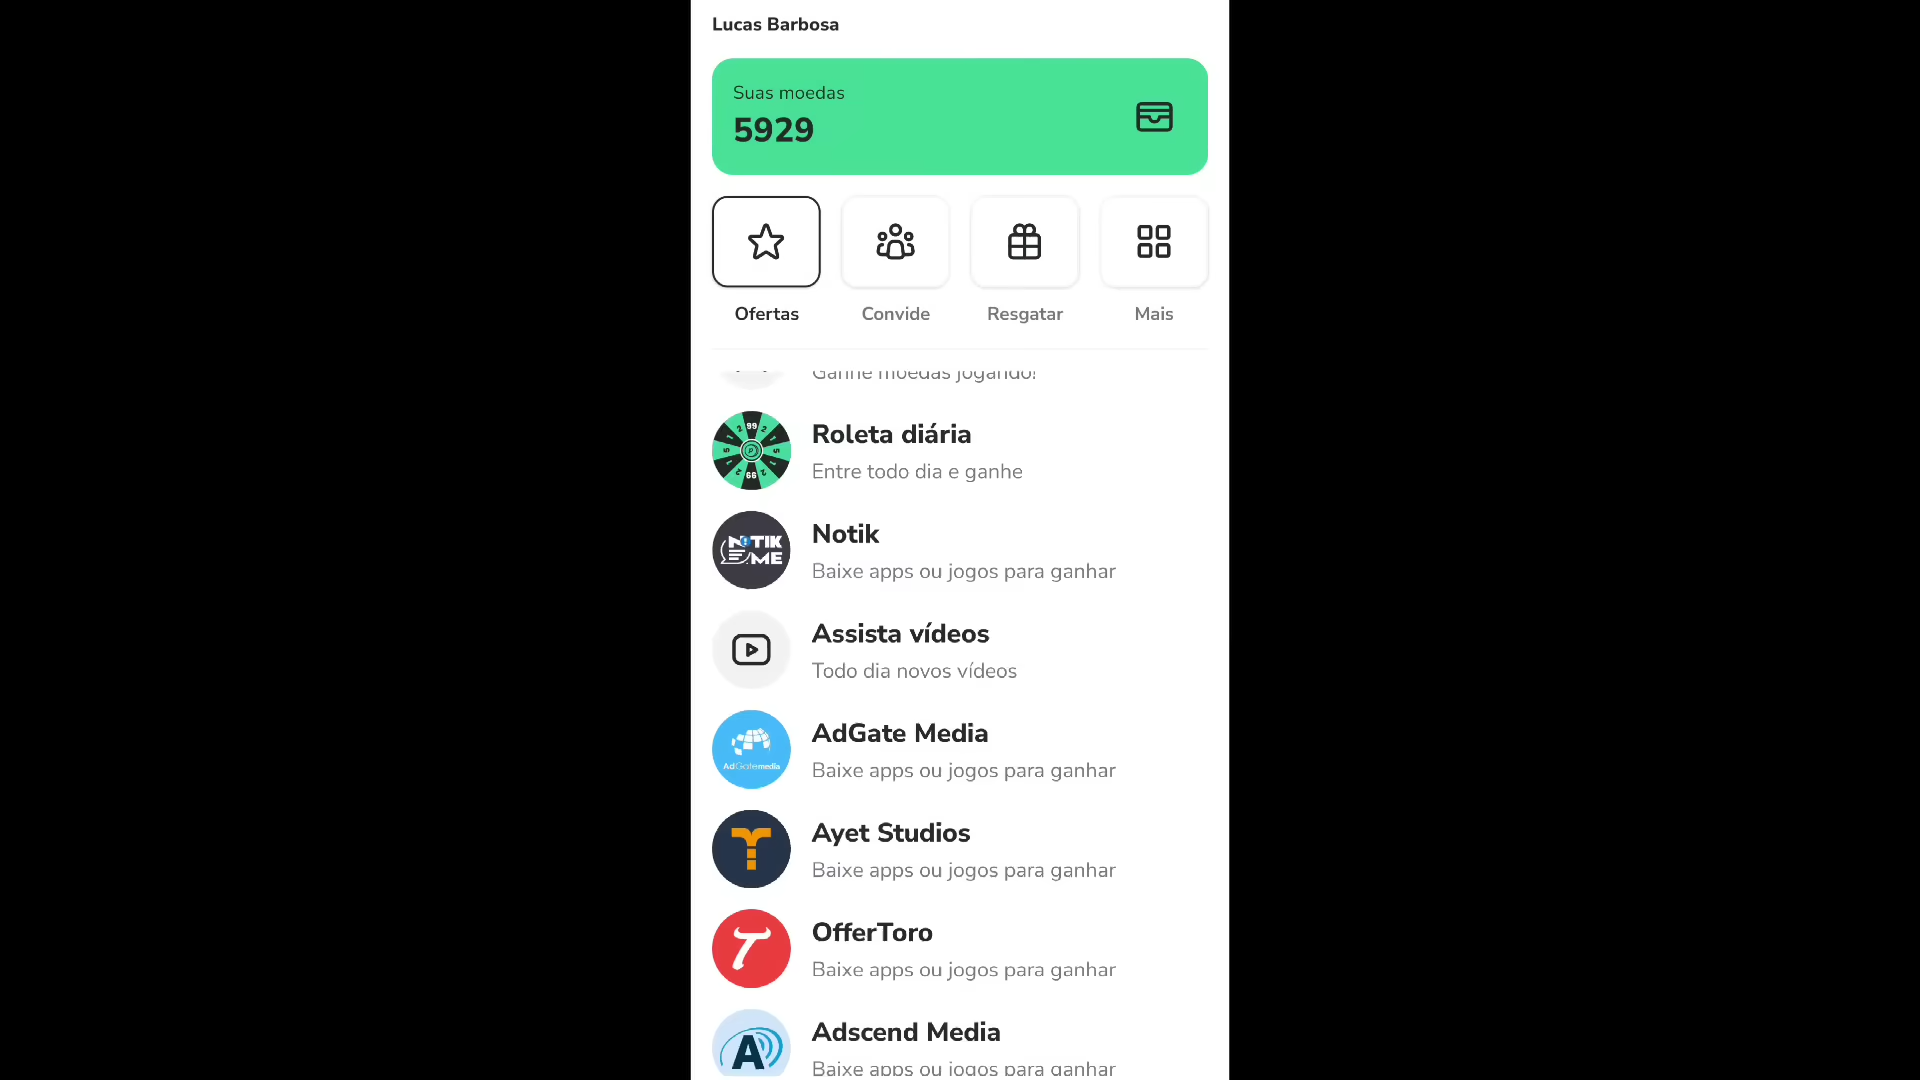 Lucas Barbosa
Suas moedas
5929
Ofertas
Convide
Resgatar
Mais
Ganhe moedas jogando!
Roleta diária
Entre todo dia e ganhe
Notik
Baixe apps ou jogos para ganhar
Assista vídeos
Todo dia novos vídeos
AdGate Media
Baixe apps ou jogos para ganhar
Ayet Studios
Baixe apps ou jogos para ganhar
OfferToro
Baixe apps ou jogos para ganhar
Adscend Media
Baixe apps ou jogos para ganhar